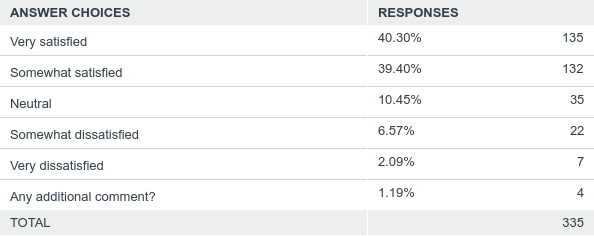 ANSWER CHOICES RESPONSES
Very satisfied 40.30% 135
Somewhat satisfied 39.40% 132
Neutral 10.45% 35
Somewhat dissatisfied 6.57% 22
Very dissatisfied 2.09% 7
Any additional comment? 1.19% 4
TOTAL 335